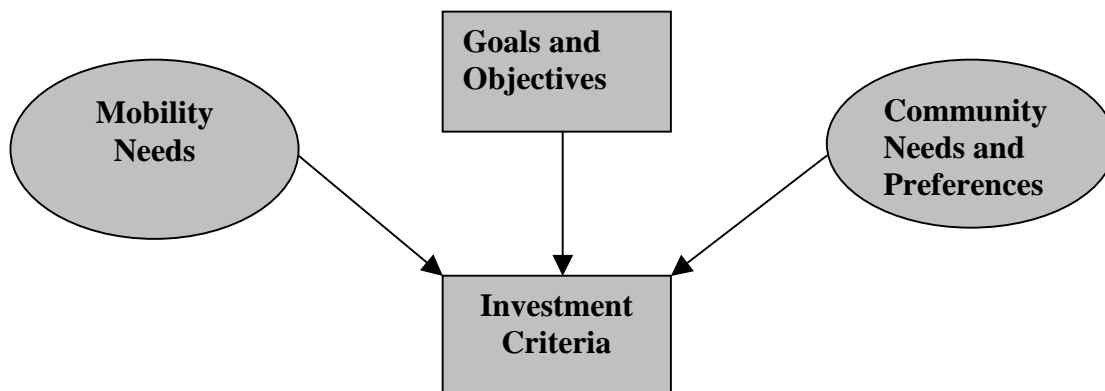 Goals and
Objectives
Mobility
Needs
Community
Needs and
Preferences
Investment
Criteria